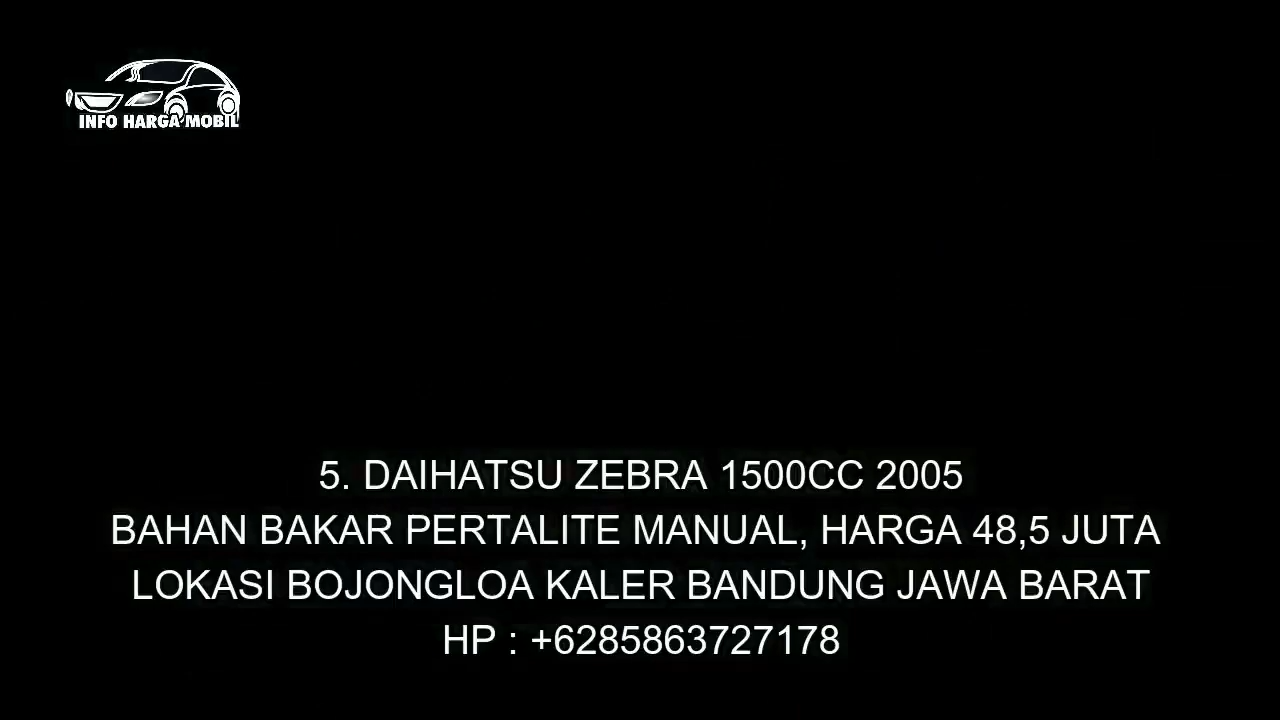 INFO HARGA MOBIL
5. DAIHATSU ZEBRA 1500CC 2005
BAHAN BAKAR PERTALITE MANUAL, HARGA 48,5 JUTA
LOKASI BOJONGLOA KALER BANDUNG JAWA BARAT
HP : +6285863727178